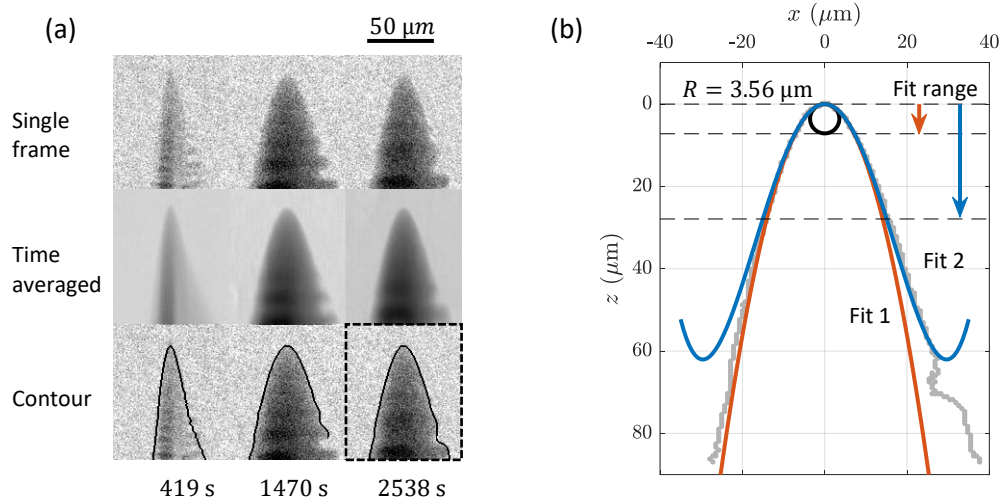 (a)
50 μm
Single
frame
Time
averaged
Contour
419 s
1470 s
2538 s
(b)
x (μm)
-40
-20
0
20
40
R = 3.56 μm
Fit range
0
20
40
60
80
z (μm)
Fit 2
Fit 1